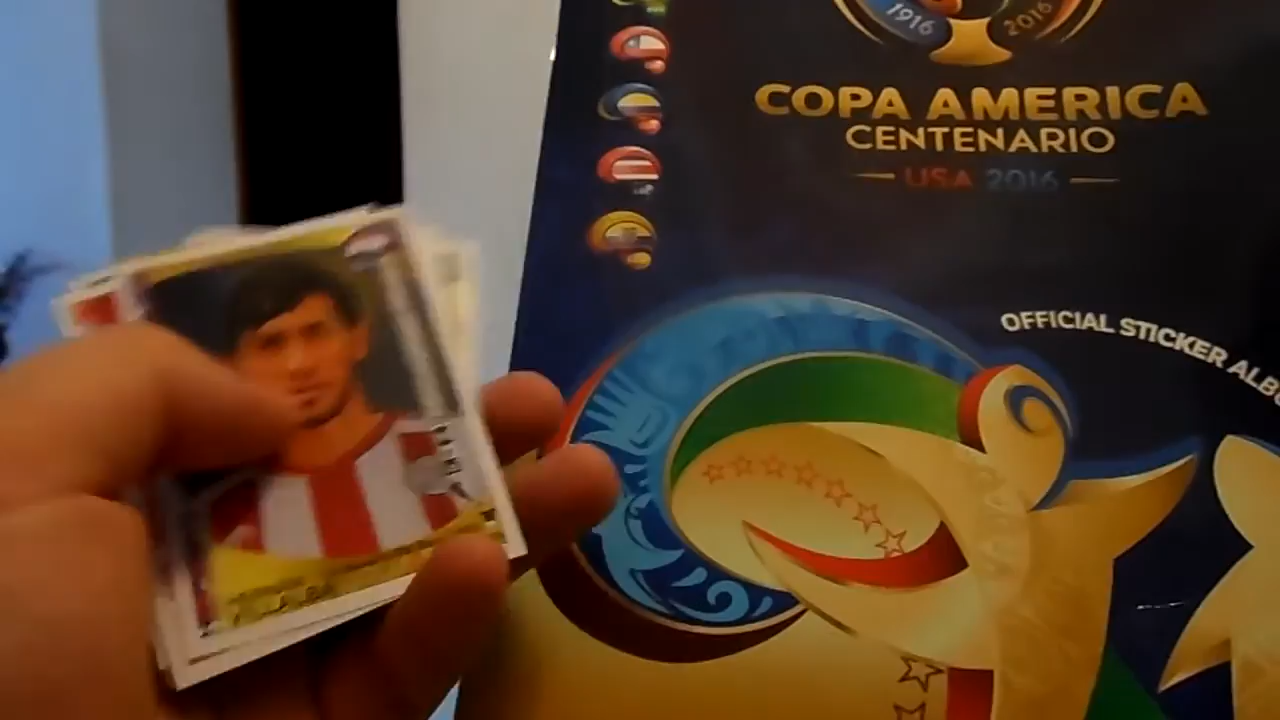 1916 2016
COPA AMERICA
CENTENARIO
USA 2016
OFFICIAL STICKER ALB